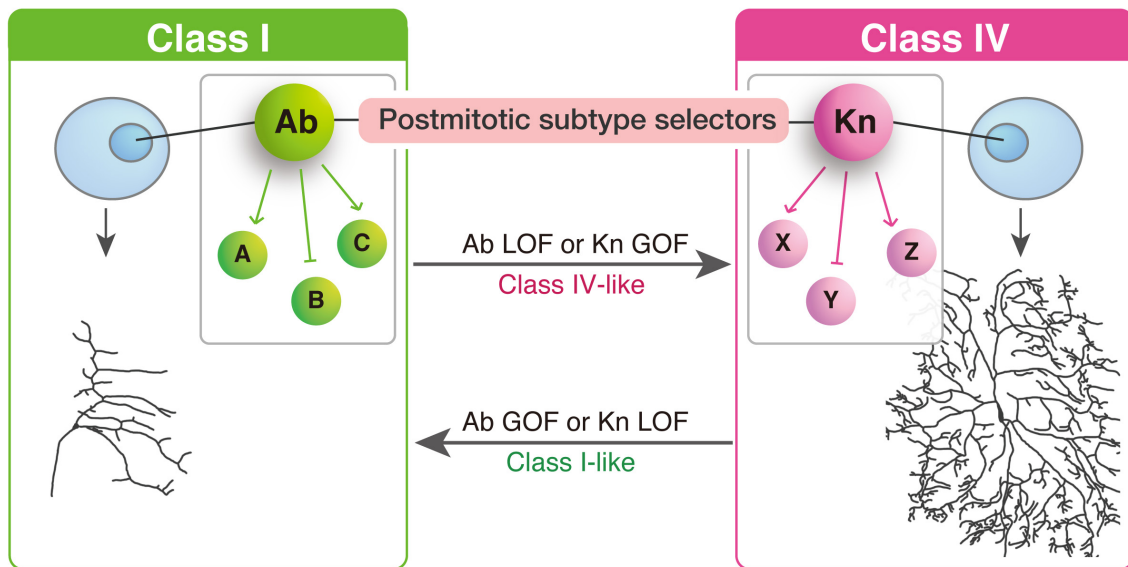 Class I
Class IV
Ab
Postmitotic subtype selectors
Kn
A
B
C
Ab LOF or Kn GOF
Class IV-like
X
Y
Z
Ab GOF or Kn LOF
Class I-like